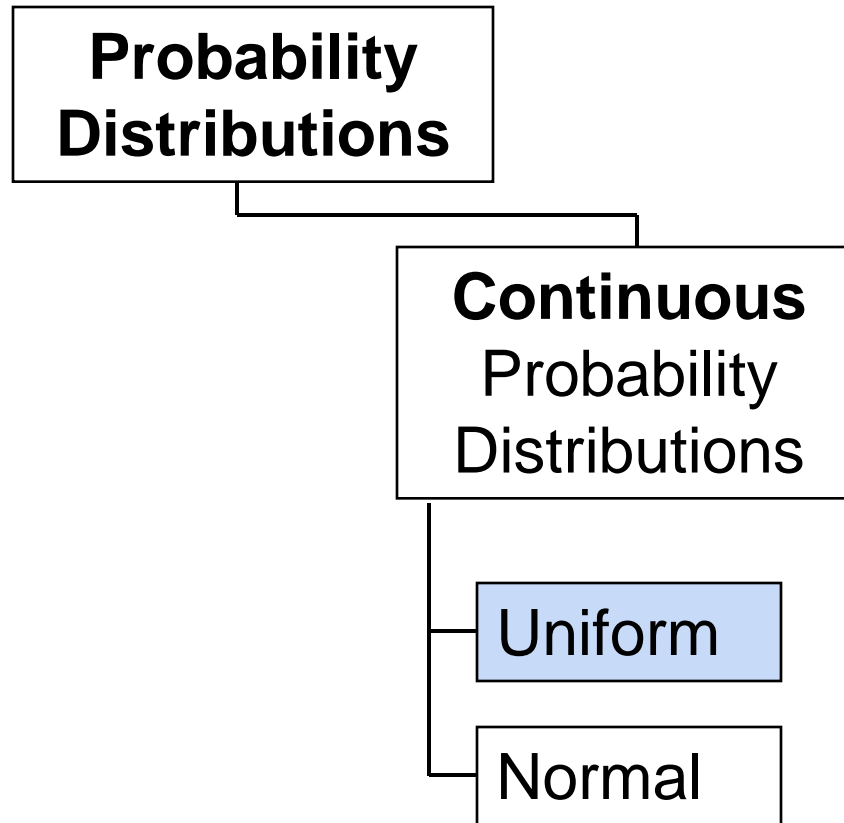 Probability
Distributions
Continuous
Probability
Distributions
Uniform
Normal